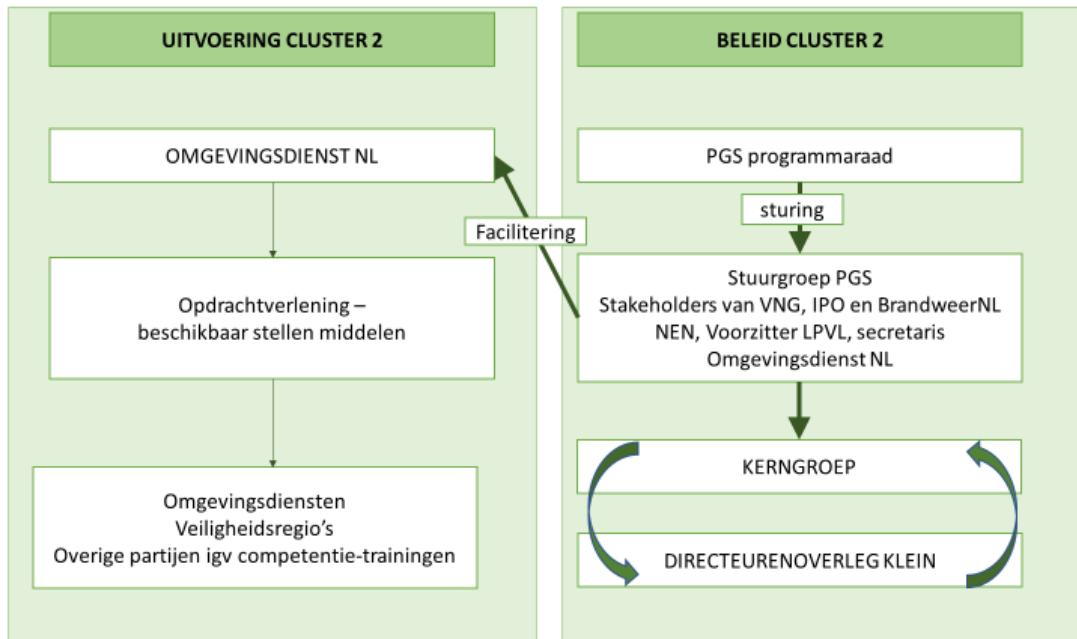 UITVOERING CLUSTER 2
OMGEVINGSDIENST NL
Opdrachtverlening –
beschikbaar stellen middelen
Omgevingsdiensten
Veiligheidsregio’s
Overige partijen igv competentie-trainingen
Facilitering
BELEID CLUSTER 2
PGS programmaraad
sturing
Stuurgroep PGS
Stakeholders van VNG, IPO en BrandweerNL
NEN, Voorzitter LPVL, secretaris
Omgevingsdienst NL
KERNGROEP
DIRECTEURENOVERLEG KLEIN